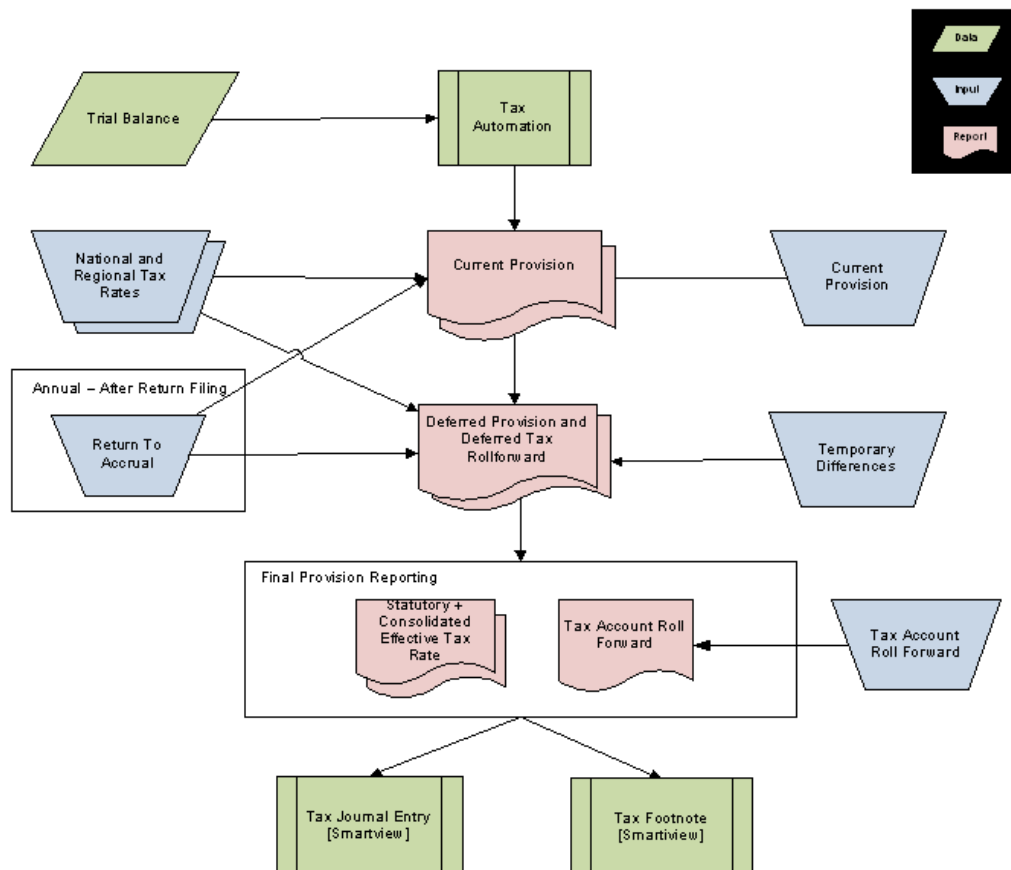 Data
Input
Report
Trial Balance
Tax
Automation
National and
Regional Tax
Rates
Current Provision
Current
Provision
Annual – After Return Filing
Return To
Accrual
Deferred Provision and
Deferred Tax
Rollforward
Temporary
Differences
Final Provision Reporting
Statutory +
Consolidated
Effective Tax
Rate
Tax Account Roll
Forward
Tax Account
Roll Forward
Tax Journal Entry
[Smartview]
Tax Footnote
[Smartiview]